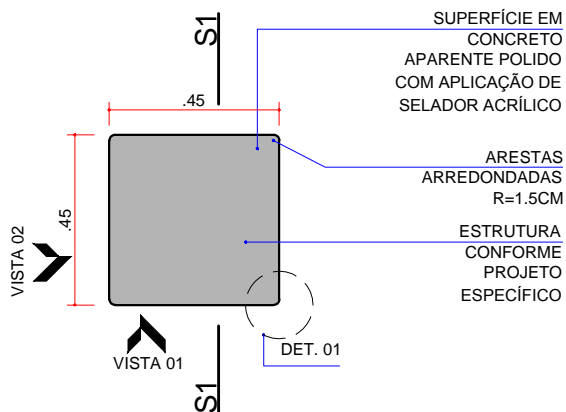 S1
SUPERFÍCIE EM
CONCRETO
APARENTE POLIDO
COM APLICAÇÃO DE
SELADOR ACRÍLICO
.45
ARESTAS
ARREDONDADAS
R=1.5CM
.45
VISTA 02
ESTRUTURA
CONFORME
PROJETO
ESPECÍFICO
VISTA 01
DET. 01
S1